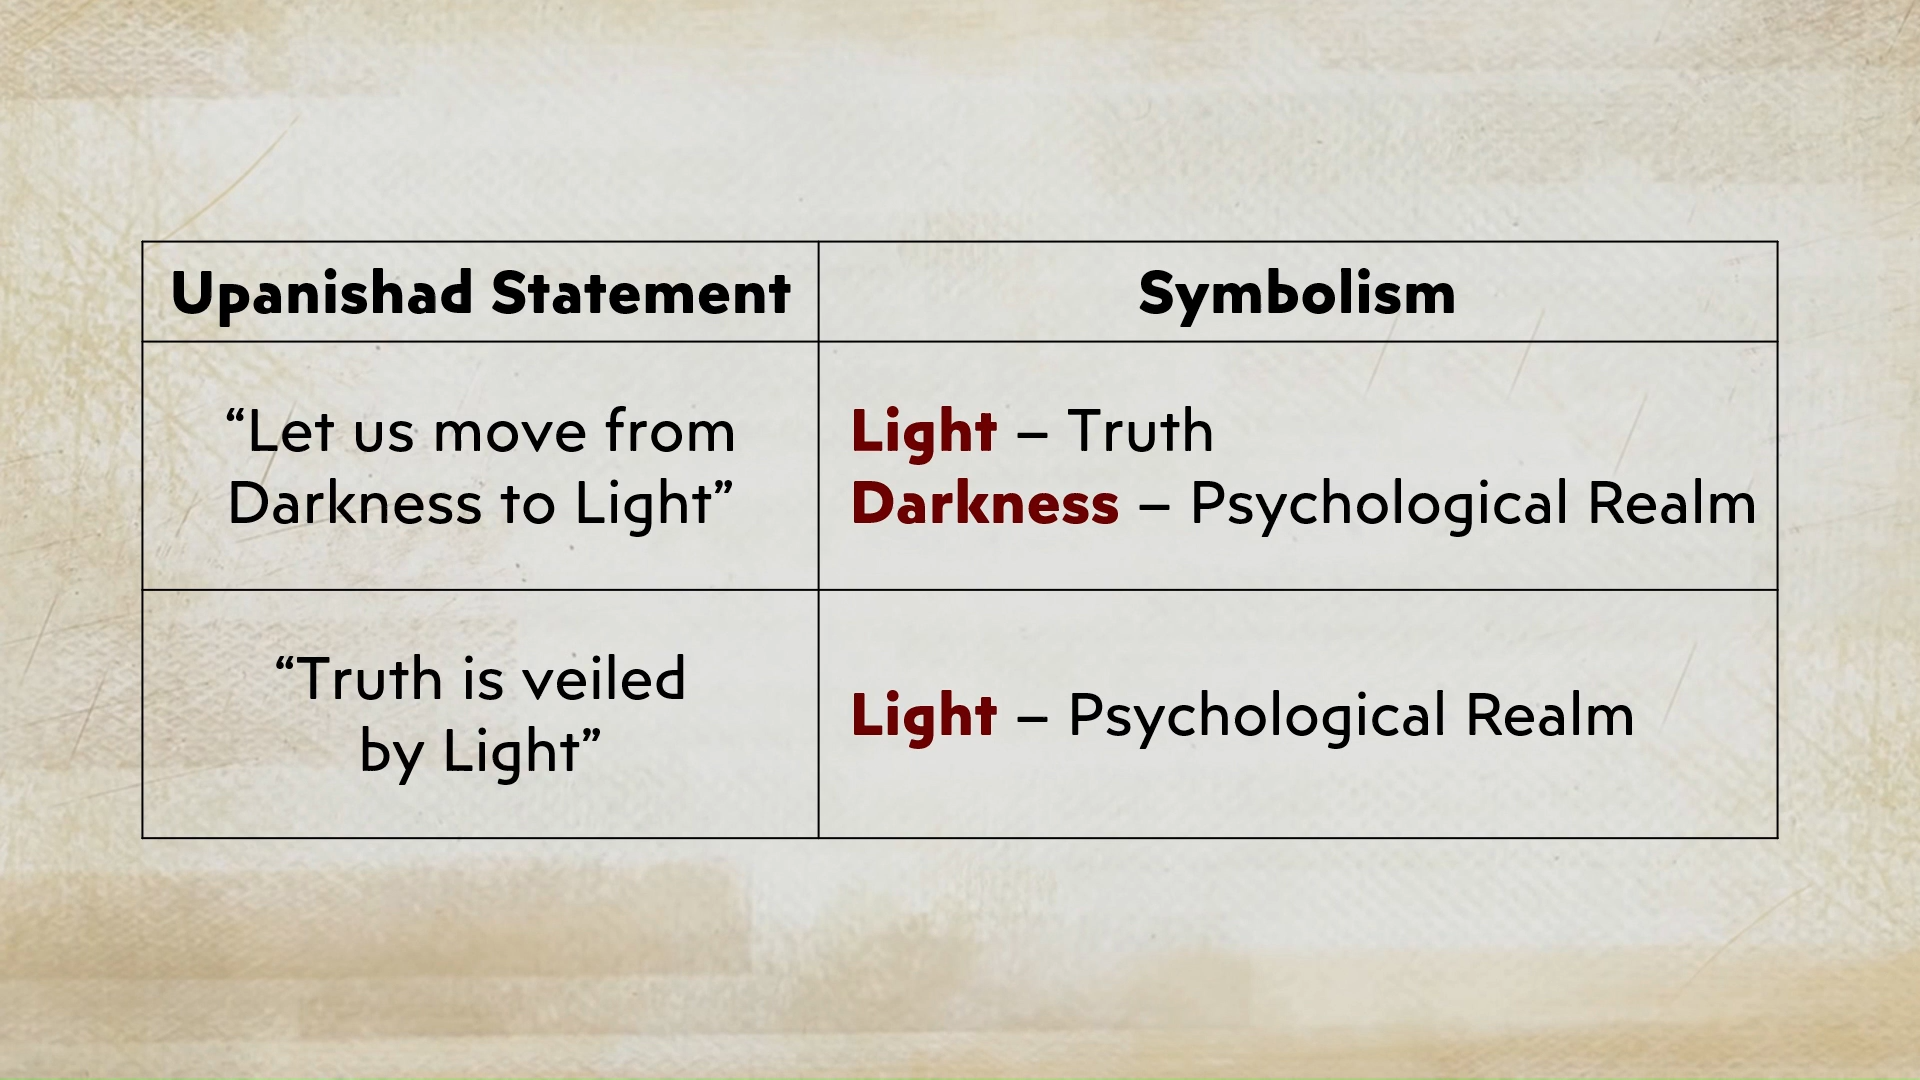 Upanishad Statement
Symbolism
“Let us move from
Darkness to Light”
Light – Truth
Darkness – Psychological Realm
“Truth is veiled
by Light”
Light – Psychological Realm